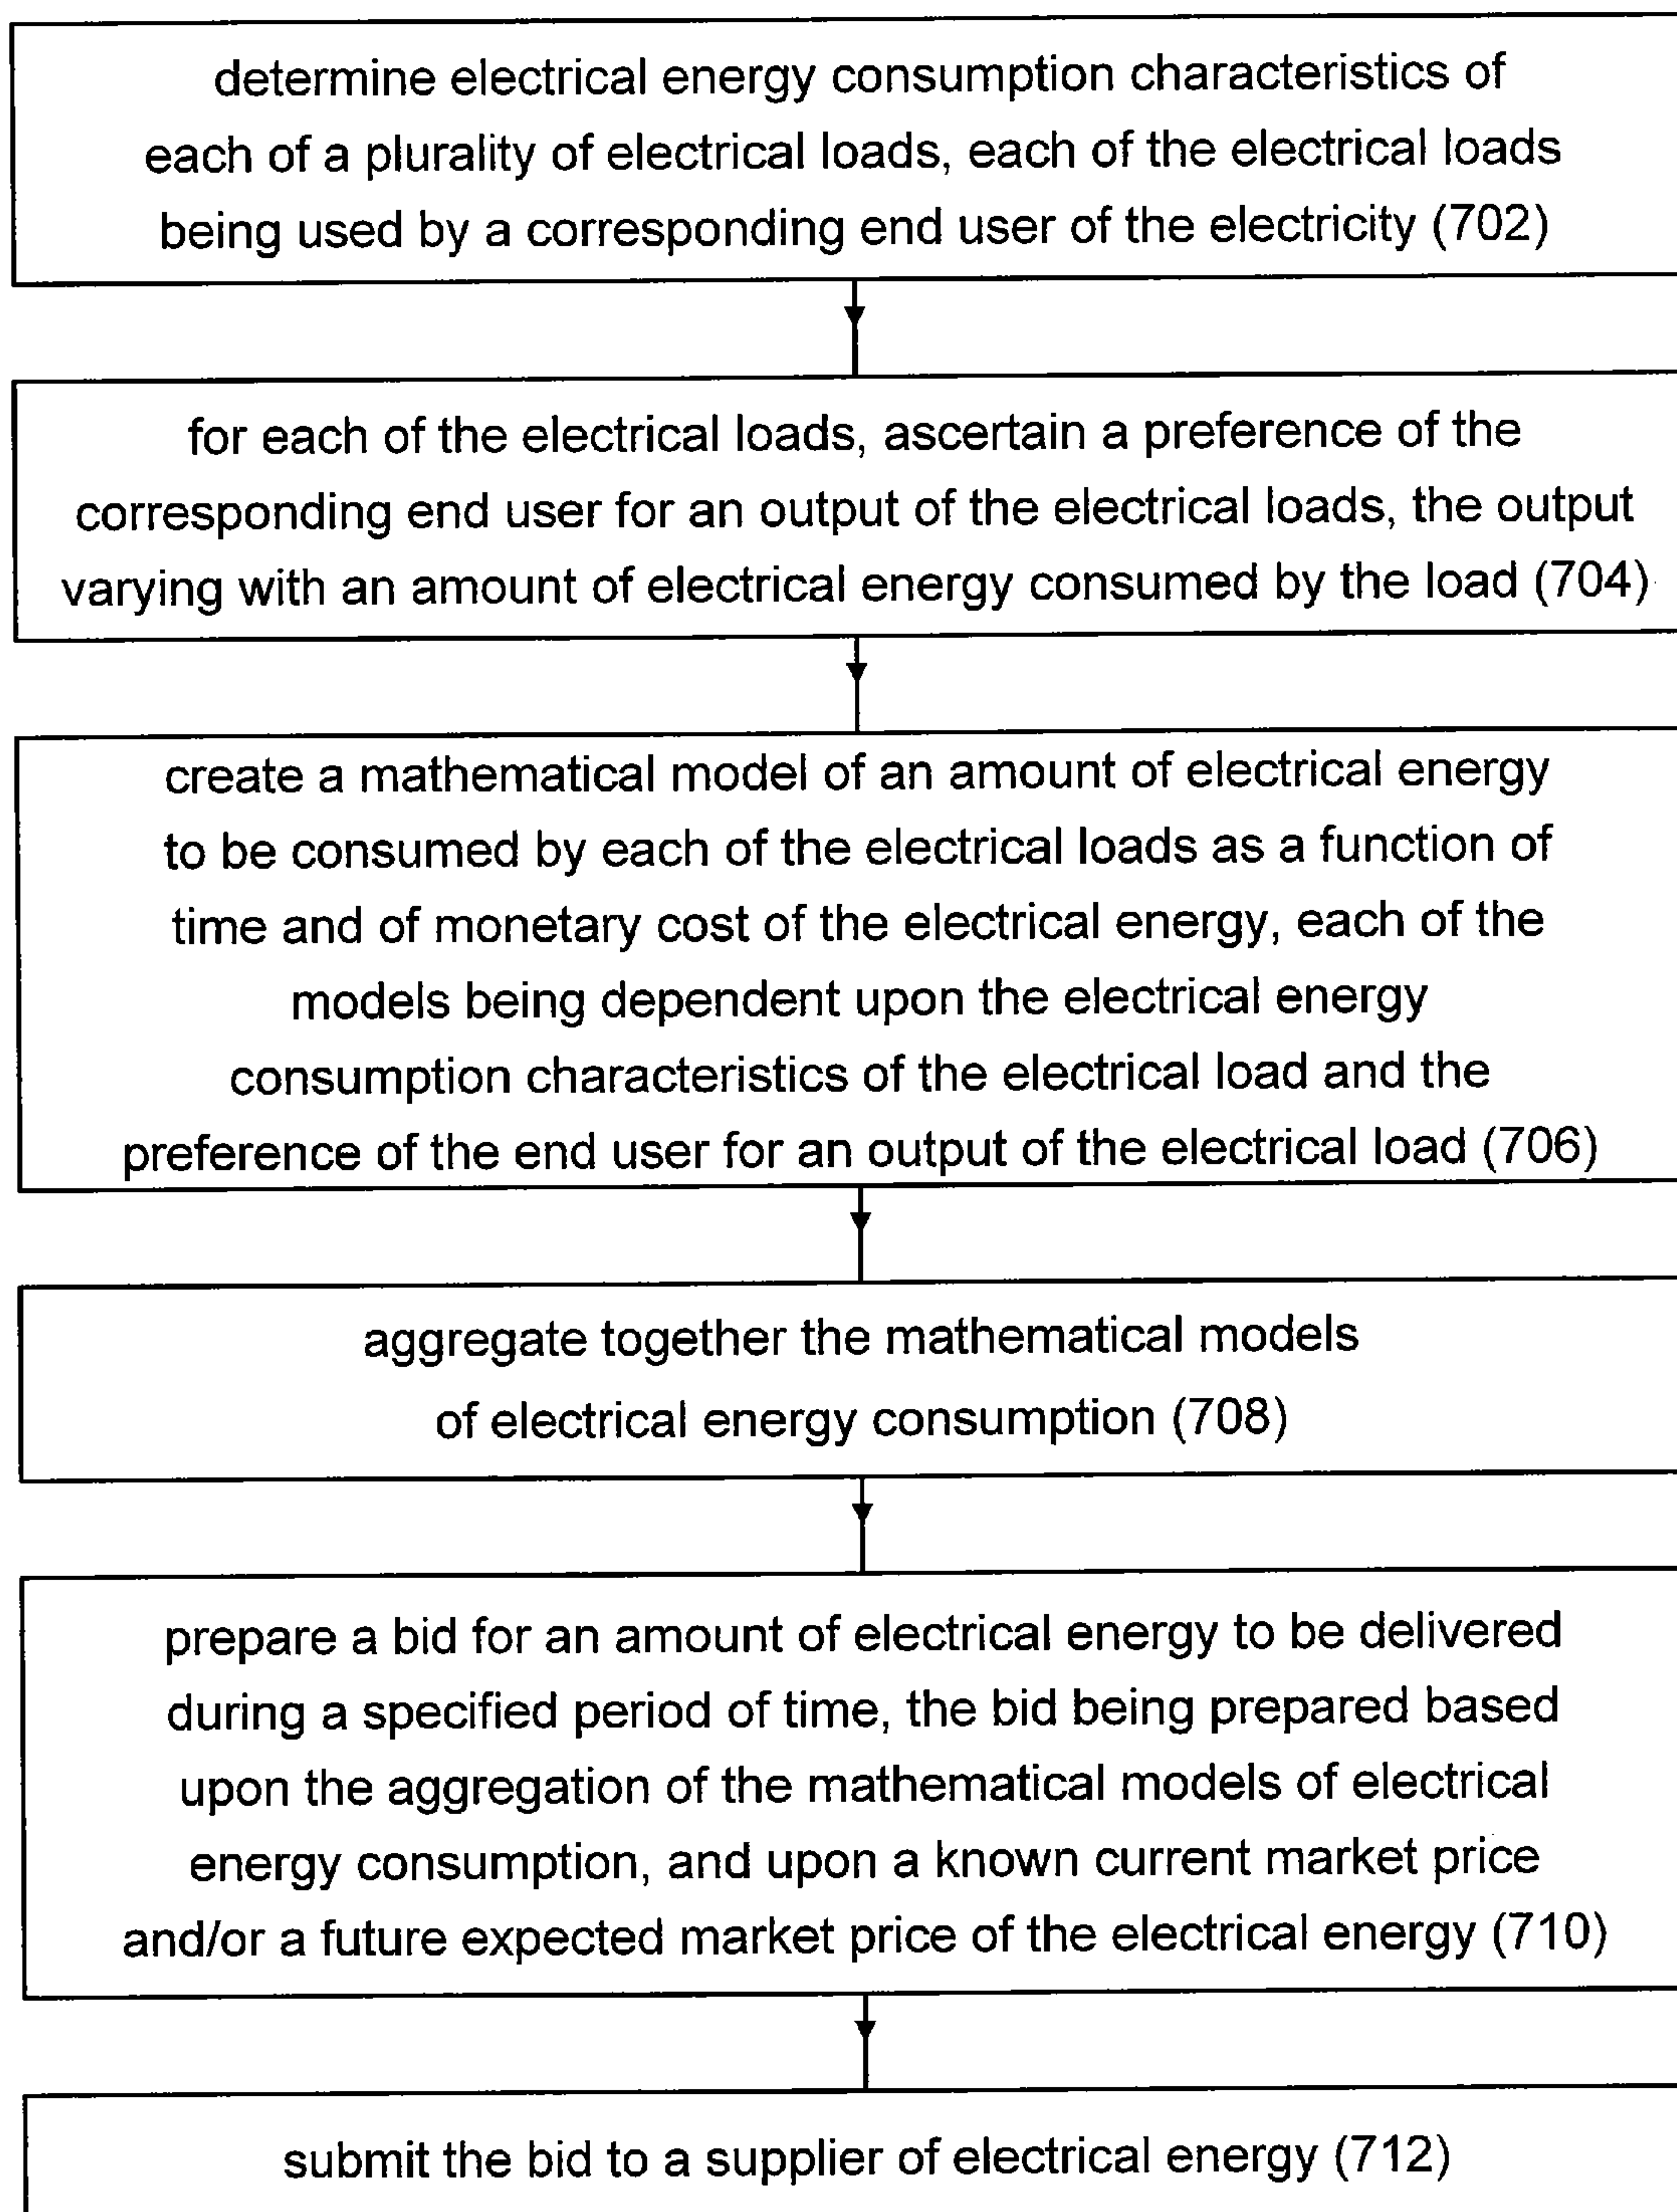 determine electrical energy consumption characteristics of
each of a plurality of electrical loads, each of the electrical loads
being used by a corresponding end user of the electricity (702)
for each of the electrical loads, ascertain a preference of the
corresponding end user for an output of the electrical loads, the output
varying with an amount of electrical energy consumed by the load (704)
create a mathematical model of an amount of electrical energy
to be consumed by each of the electrical loads as a function of
time and of monetary cost of the electrical energy, each of the
models being dependent upon the electrical energy
consumption characteristics of the electrical load and the
preference of the end user for an output of the electrical load (706)
aggregate together the mathematical models
of electrical energy consumption (708)
prepare a bid for an amount of electrical energy to be delivered
during a specified period of time, the bid being prepared based
upon the aggregation of the mathematical models of electrical
energy consumption, and upon a known current market price
and/or a future expected market price of the electrical energy (710)
submit the bid to a supplier of electrical energy (712)